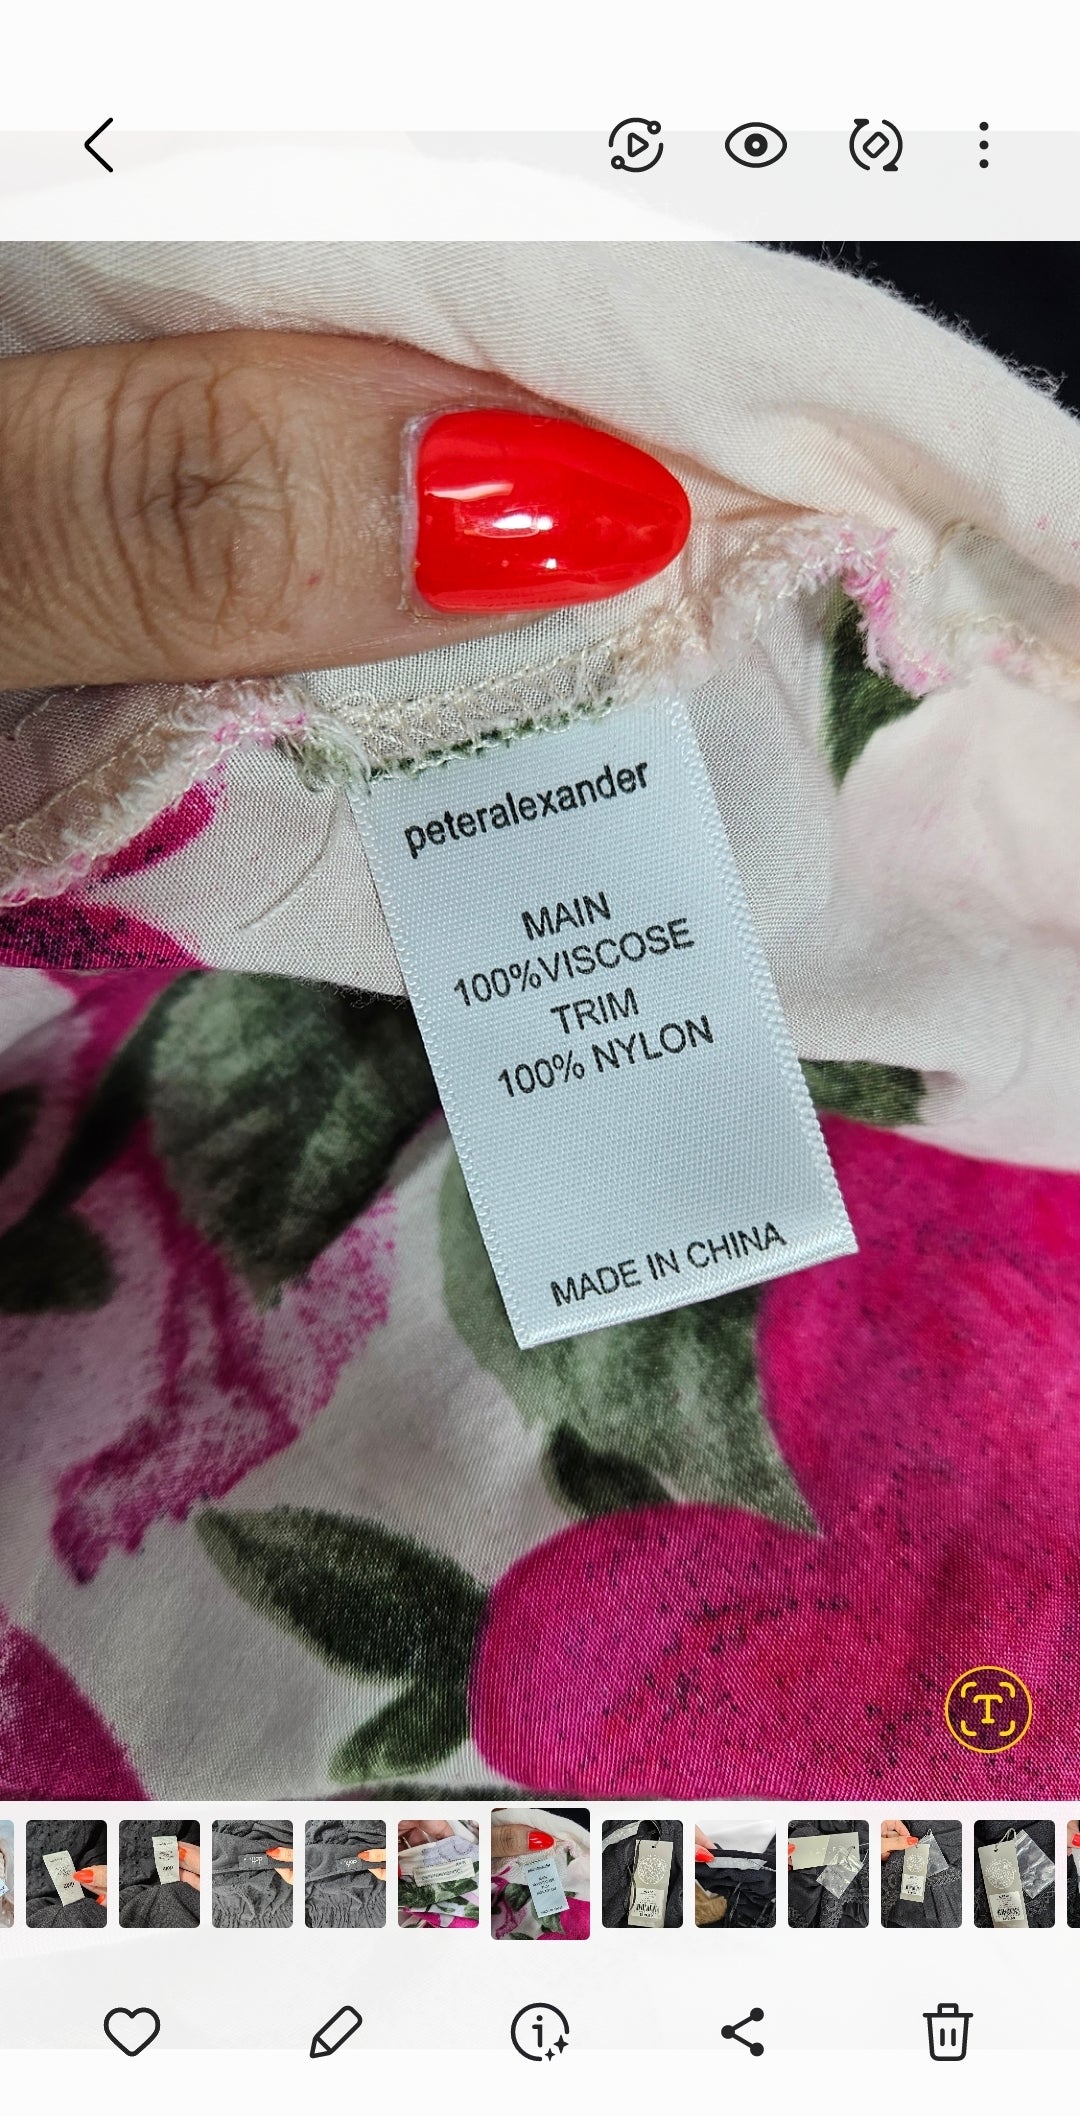 peteralexander
MAIN
100%VISCOSE
TRIM
100% NYLON
MADE IN CHINA